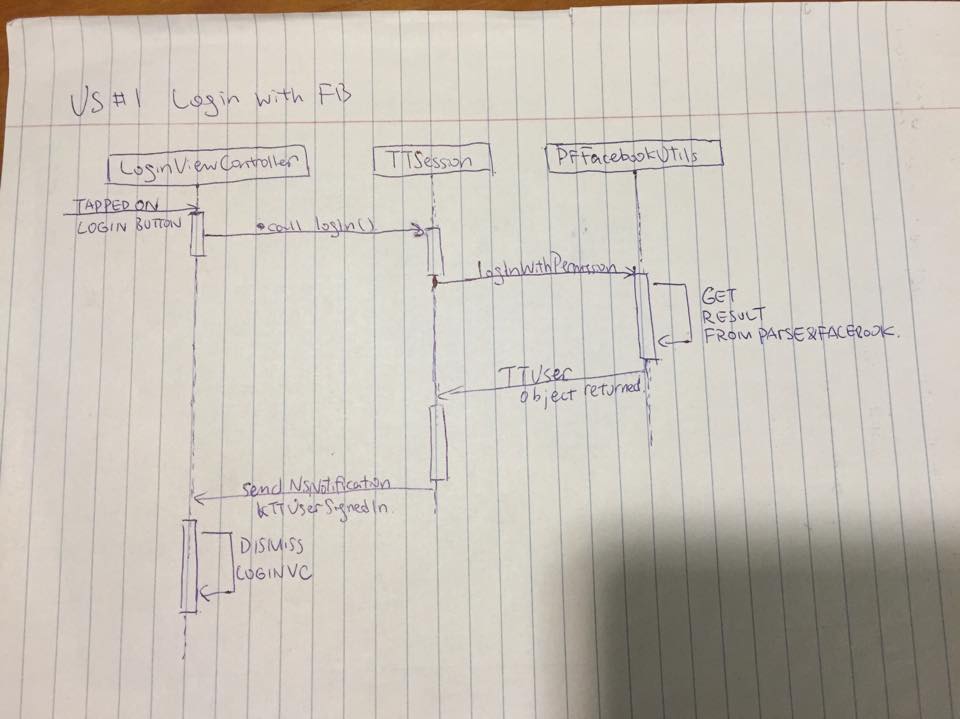 US#1 Login with FB
LoginViewController
TTSession
PFFacebookUtils
TAPPED ON
LOGIN BUTTON
call login()
logInWithPermission
GET
RESULT
FROM PARSE&FACEBOOK.
TTUser
object returned
send NSNotification
kTTUserSignedIn.
DISMISS
LOGINVC